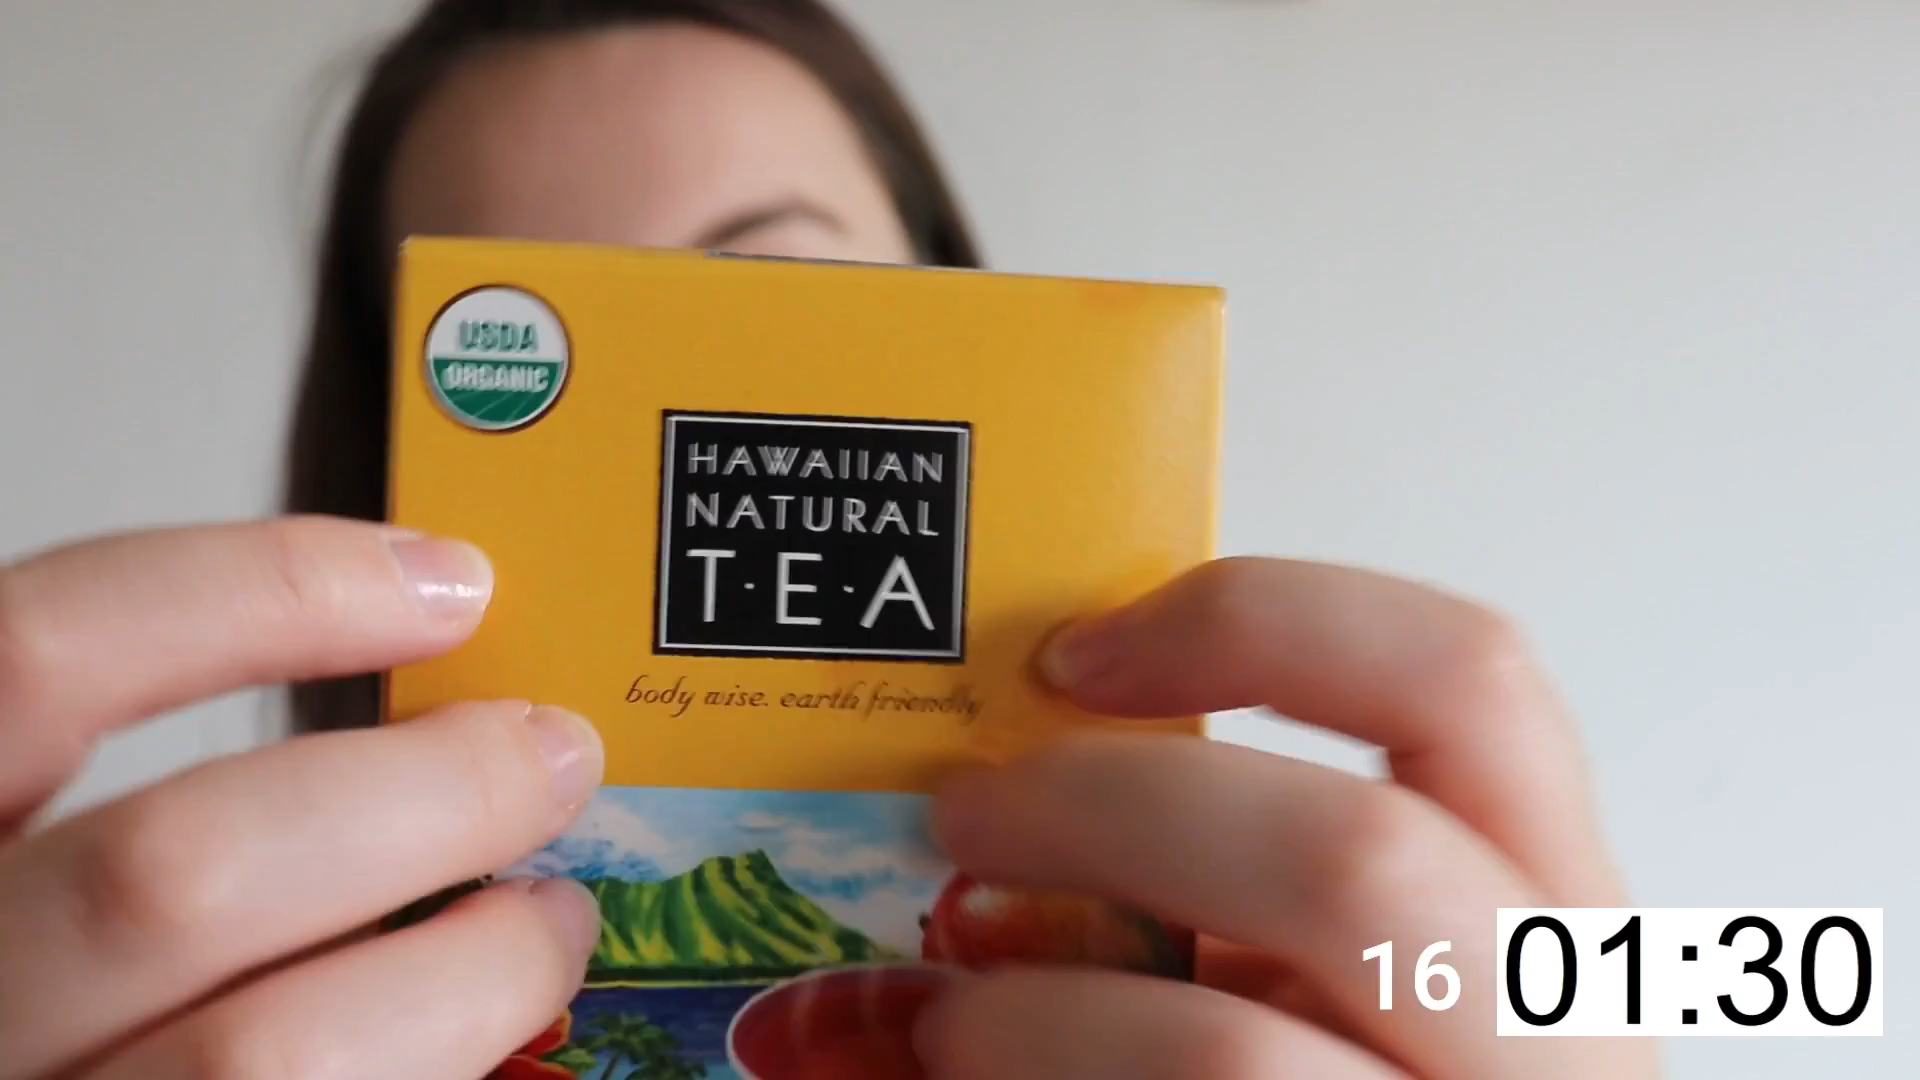 USDA
ORGANIC
HAWAIIAN
NATURAL
T·E·A
body wise. earth friendly
16 01:30